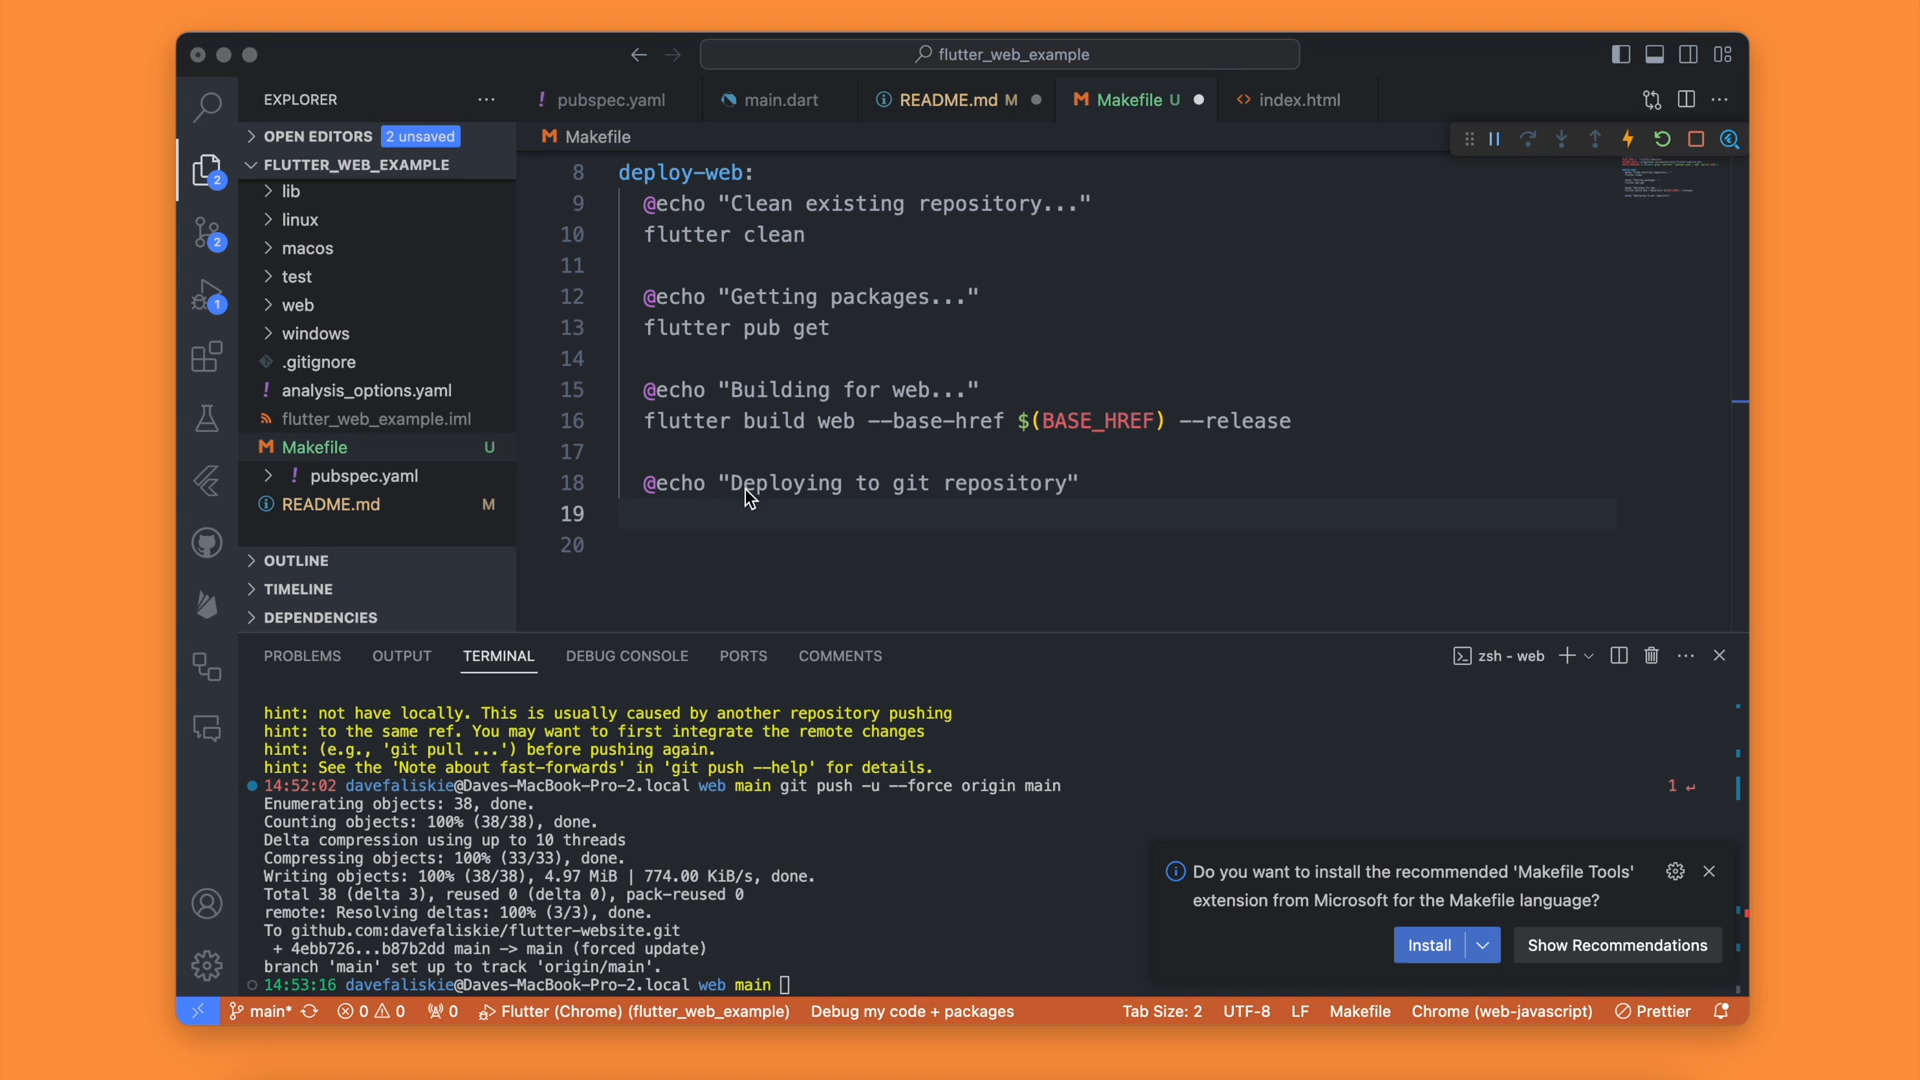 flutter_web_example
EXPLORER
pubspec.yaml
main.dart
README.md M
Makefile U
index.html
OPEN EDITORS 2 unsaved
Makefile
FLUTTER_WEB_EXAMPLE
lib
linux
macos
test
web
windows
.gitignore
analysis_options.yaml
flutter_web_example.iml
Makefile U
pubspec.yaml
README.md M
OUTLINE
TIMELINE
DEPENDENCIES
2
2
1
8 deploy-web:
9 @echo "Clean existing repository..."
10 flutter clean
11
12 @echo "Getting packages..."
13 flutter pub get
14
15 @echo "Building for web..."
16 flutter build web --base-href $(BASE_HREF) --release
17
18 @echo "Deploying to git repository"
19
20
PROBLEMS OUTPUT TERMINAL DEBUG CONSOLE PORTS COMMENTS
zsh - web
hint: not have locally. This is usually caused by another repository pushing
hint: to the same ref. You may want to first integrate the remote changes
hint: (e.g., 'git pull ...') before pushing again.
hint: See the 'Note about fast-forwards' in 'git push --help' for details.
14:52:02 davefaliskie@Daves-MacBook-Pro-2.local web main git push -u --force origin main 1 ↵
Enumerating objects: 38, done.
Counting objects: 100% (38/38), done.
Delta compression using up to 10 threads
Compressing objects: 100% (33/33), done.
Writing objects: 100% (38/38), 4.97 MiB | 774.00 KiB/s, done.
Total 38 (delta 3), reused 0 (delta 0), pack-reused 0
remote: Resolving deltas: 100% (3/3), done.
To github.com:davefaliskie/flutter-website.git
+ 4ebb726...b87b2dd main -> main (forced update)
branch 'main' set up to track 'origin/main'.
14:53:16 davefaliskie@Daves-MacBook-Pro-2.local web main
Do you want to install the recommended 'Makefile Tools'
extension from Microsoft for the Makefile language?
Install
Show Recommendations
main* 0 0 0 Flutter (Chrome) (flutter_web_example) Debug my code + packages Tab Size: 2 UTF-8 LF Makefile Chrome (web-javascript) Prettier